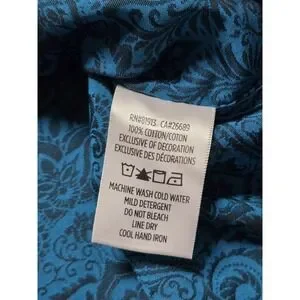 RN#81913 CA#26689
100% COTTON/COTON
EXCLUSIVE OF DECORATION
EXCLUSIVE DES DÉCORATIONS
MACHINE WASH COLD WATER
MILD DETERGENT
DO NOT BLEACH
LINE DRY
COOL HAND IRON